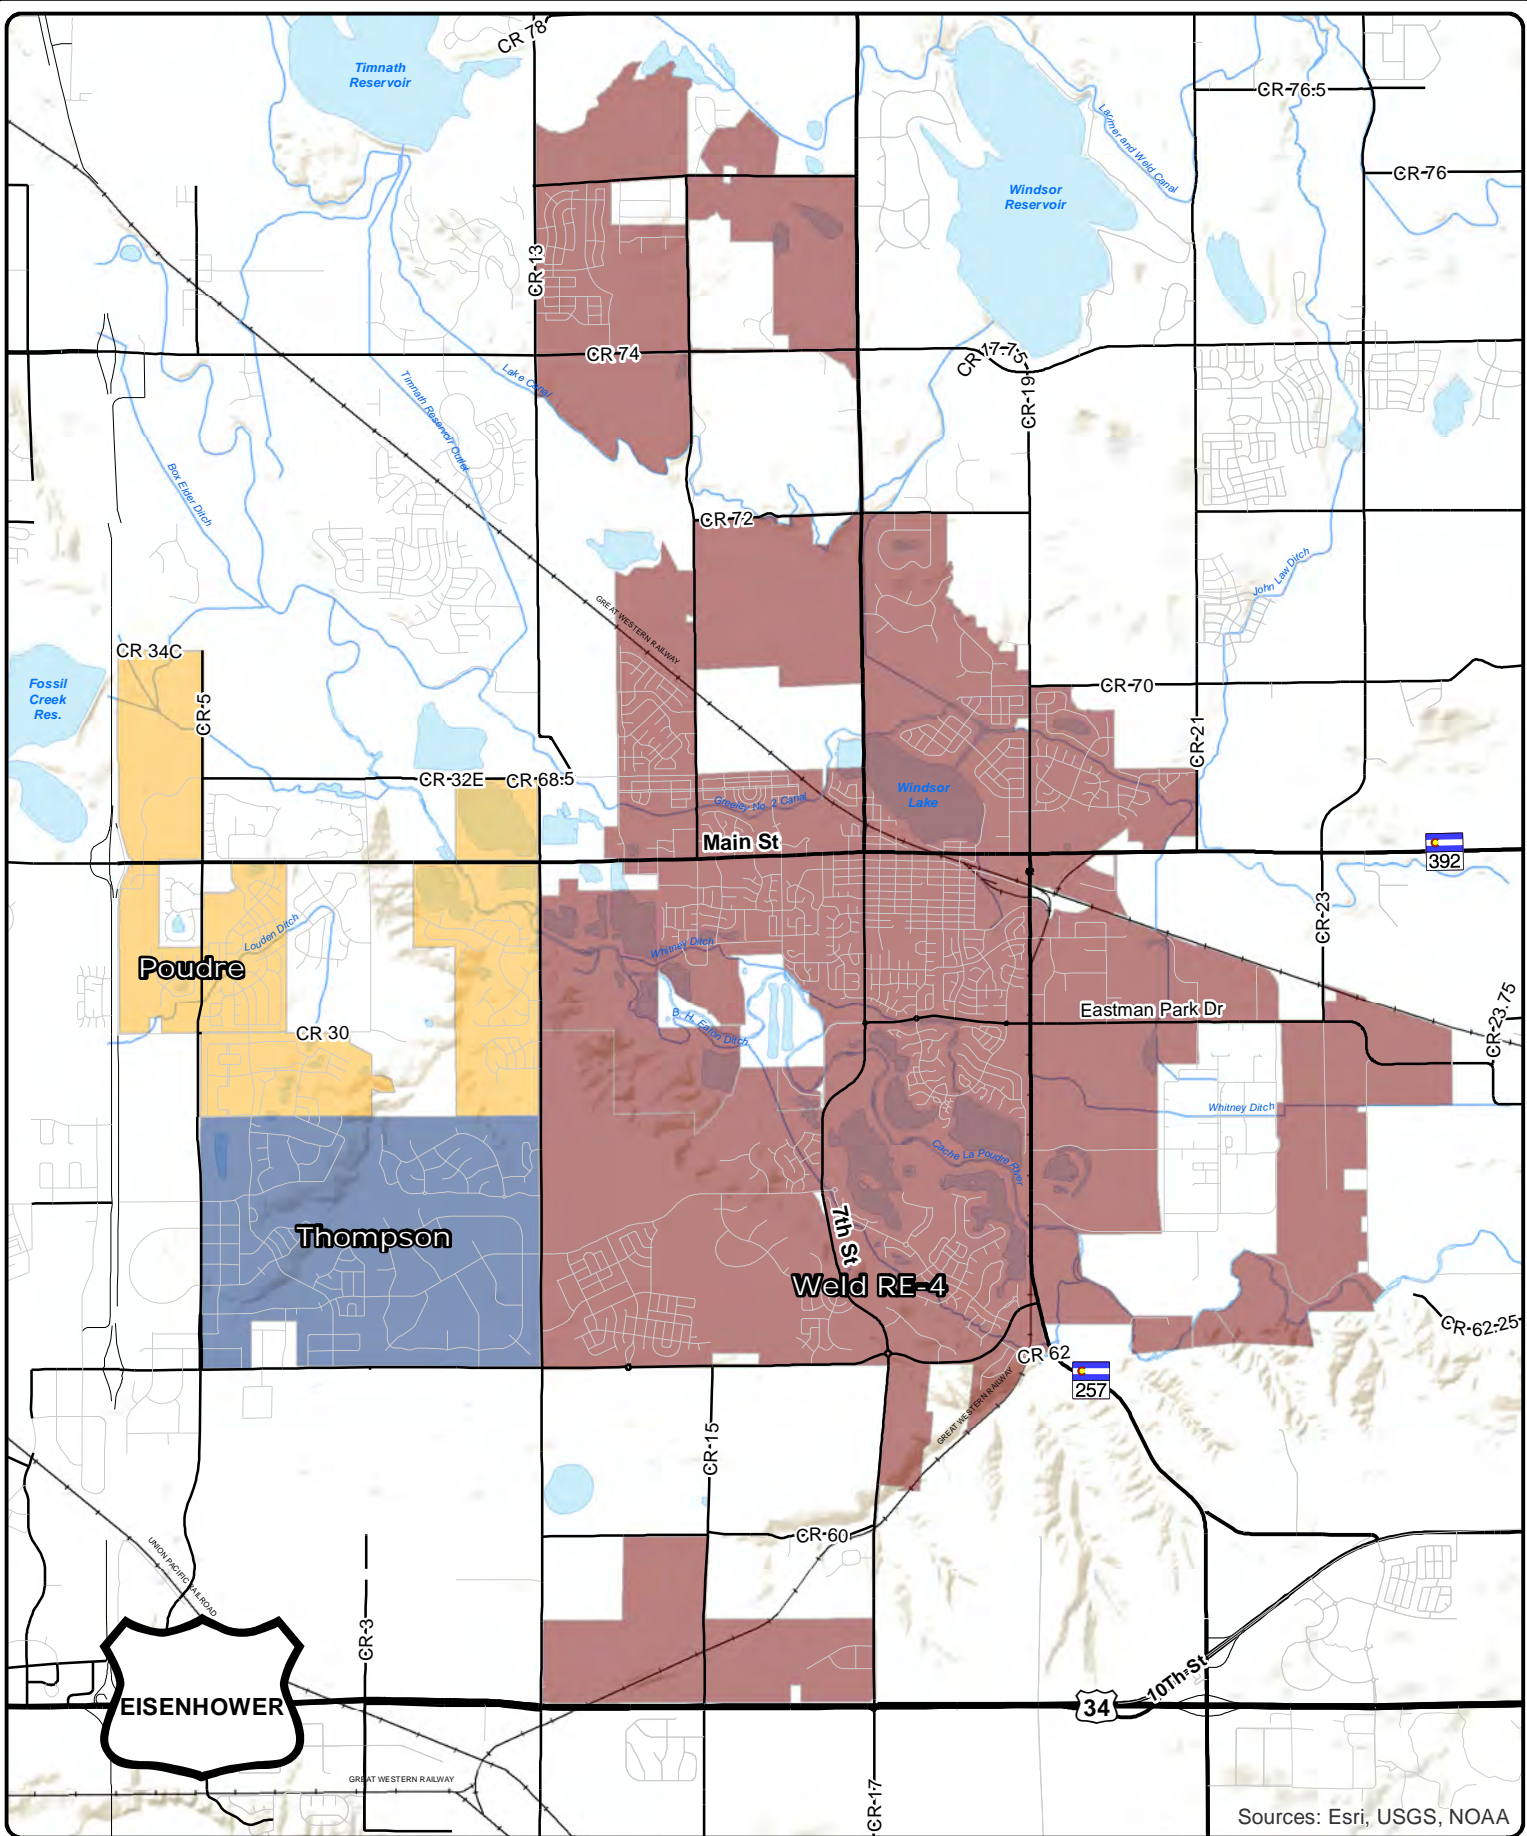 CR 78
Timnath
Reservoir
CR-76.5
Larimer and Weld Canal
CR-76
Windsor
Reservoir
CR-13
CR-74
CR 17.75
Lake Canal
Timnath Reservoir Outlet
CR-19
Box Elder Ditch
CR-72
John Law Ditch
GREAT WESTERN RAILWAY
CR 34C
Fossil
Creek
Res.
CR-5
CR-70
CR-21
CR-32E
CR 68.5
Windsor
Lake
Greeley No. 2 Canal
Main St
392
CR-23
Louden Ditch
Whitney Ditch
Poudre
B. H. Eaton Ditch
Eastman Park Dr
CR-23.75
CR 30
Whitney Ditch
Cache La Poudre River
7th St
Thompson
Weld RE-4
CR-62.25
CR 62
257
GREAT WESTERN RAILWAY
CR-15
CR-60
UNION PACIFIC RAILROAD
CR-3
10Th St
EISENHOWER
34
GREAT WESTERN RAILWAY
CR-17
Sources: Esri, USGS, NOAA